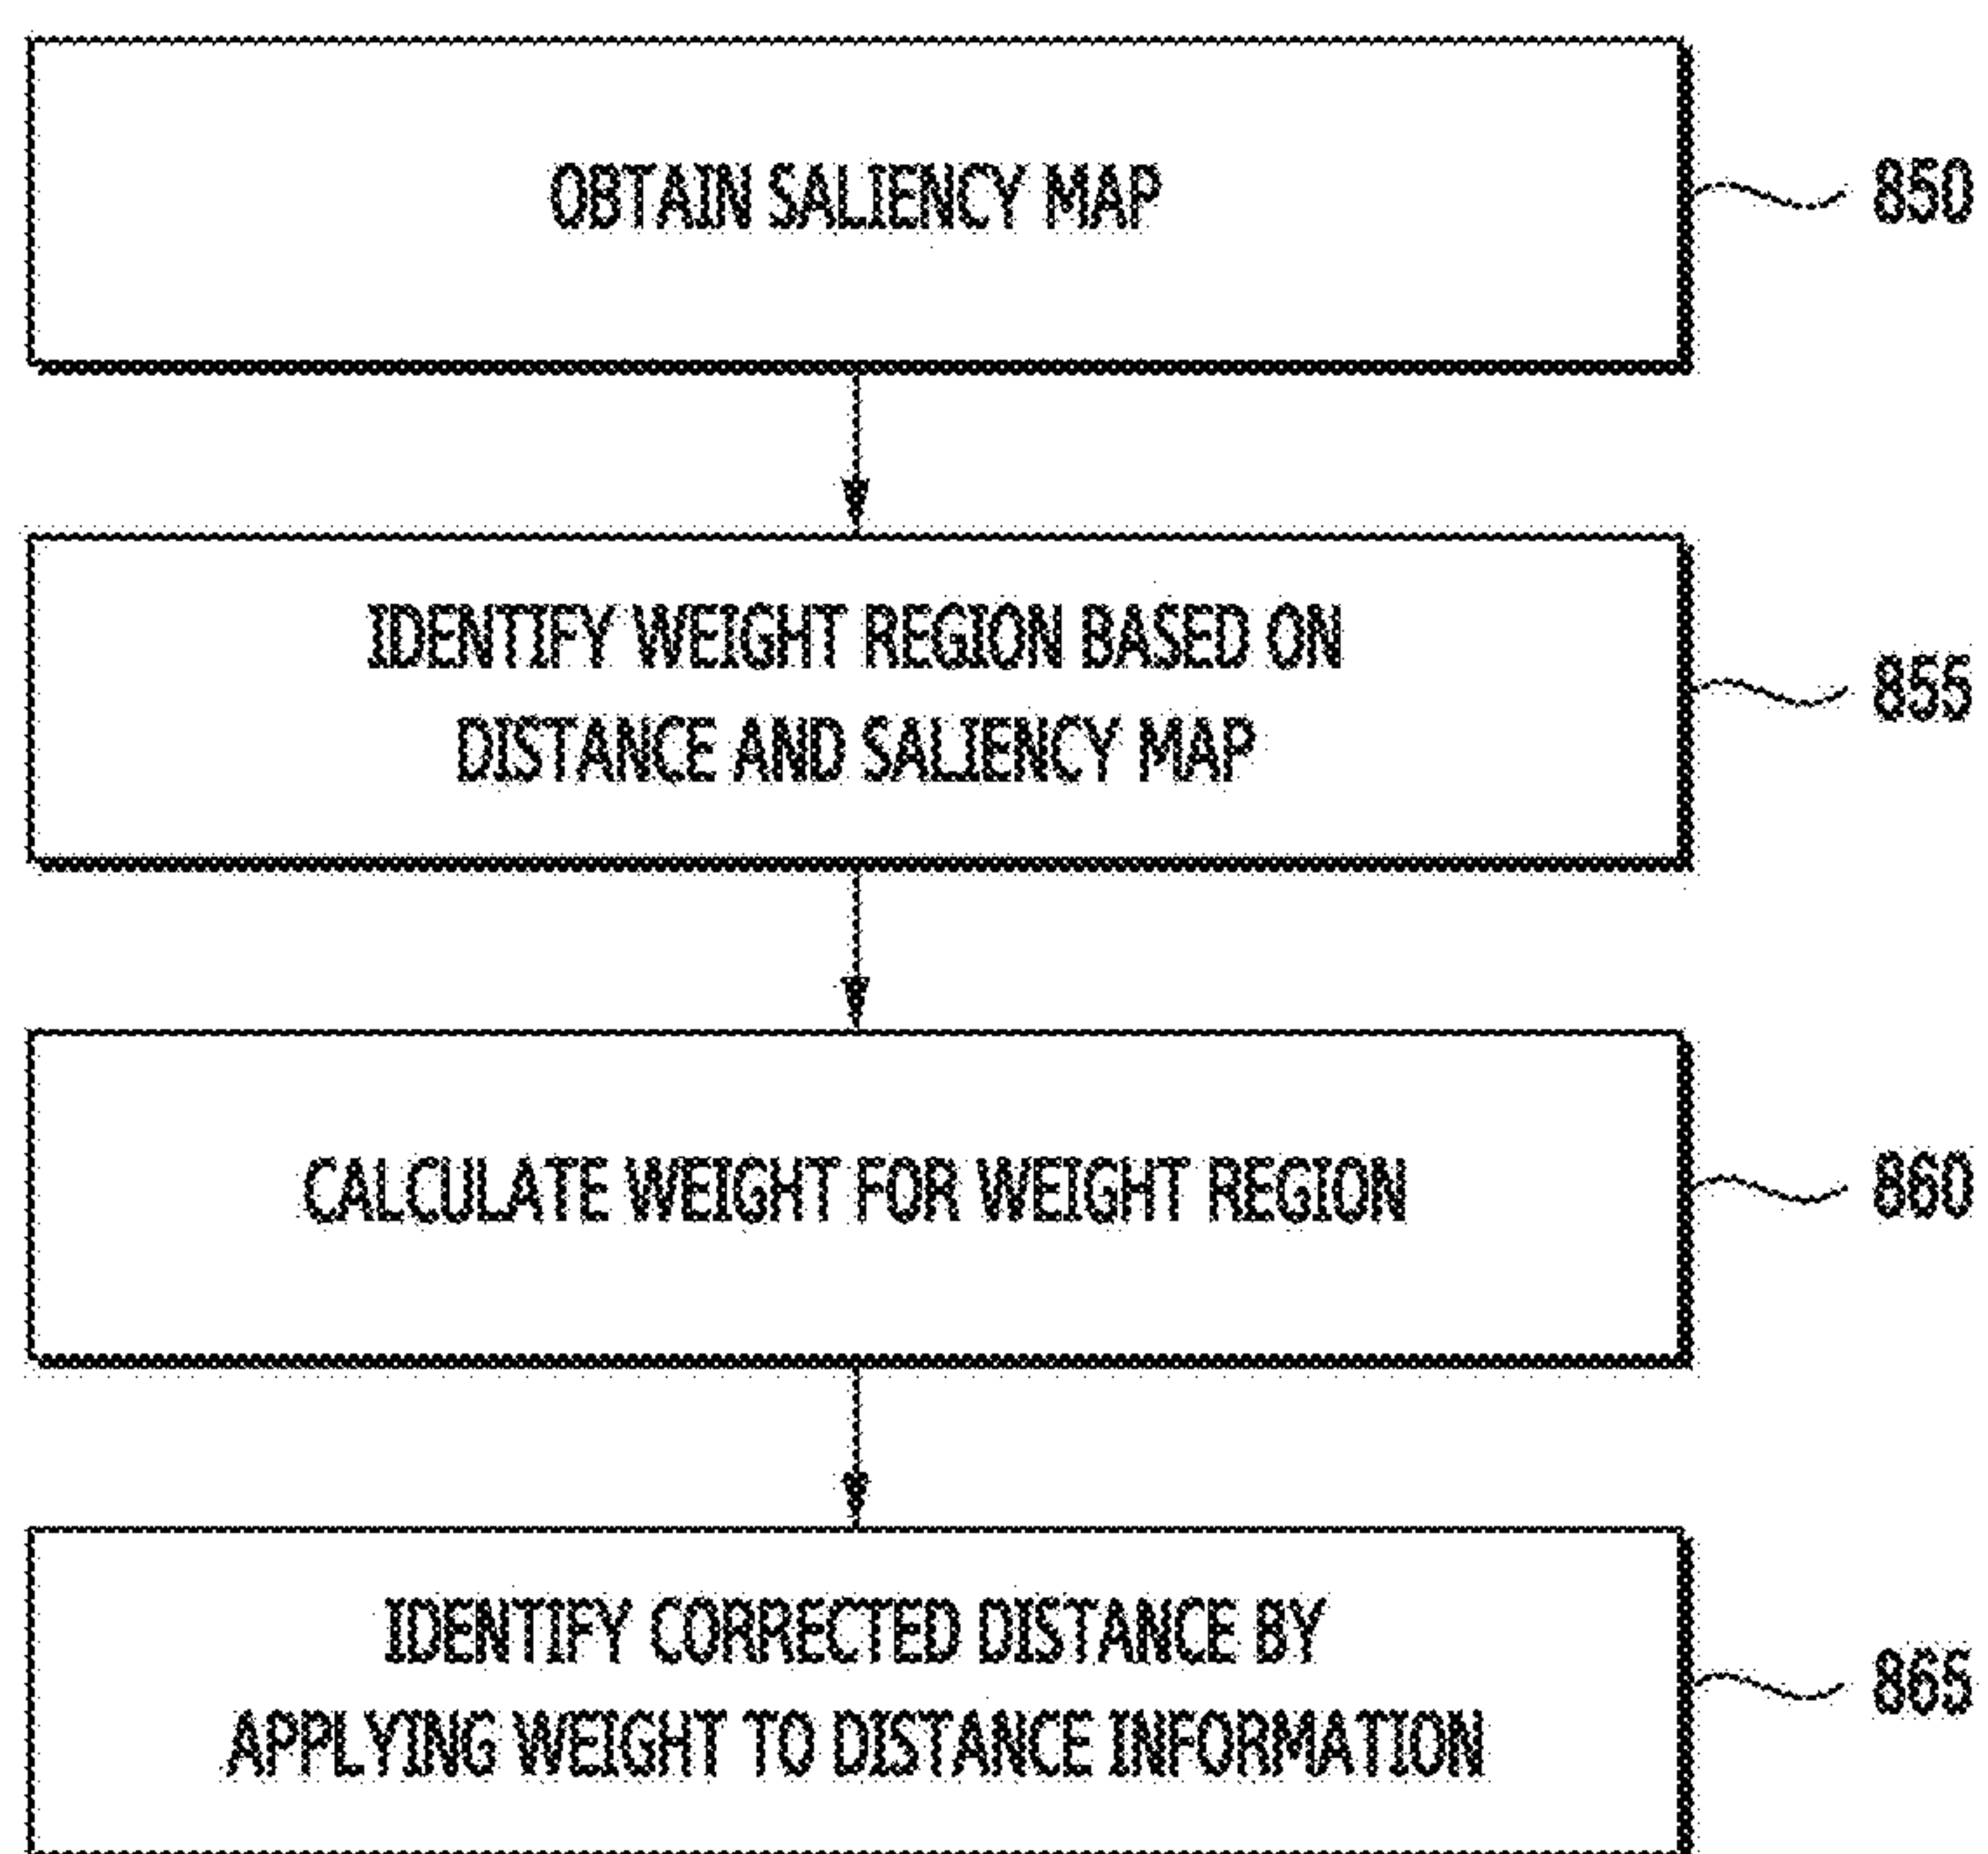 OBTAIN SALIENCY MAP
850
IDENTIFY WEIGHT REGION BASED ON
DISTANCE AND SALIENCY MAP
855
CALCULATE WEIGHT FOR WEIGHT REGION
860
IDENTIFY CORRECTED DISTANCE BY
APPLYING WEIGHT TO DISTANCE INFORMATION
865